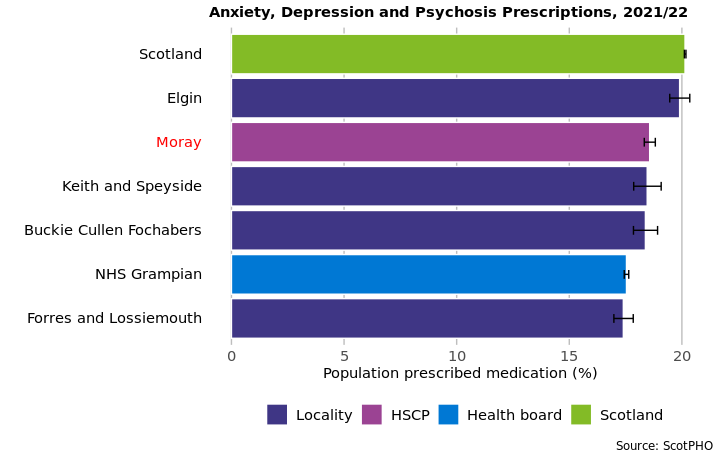 Anxiety, Depression and Psychosis Prescriptions, 2021/22
Scotland
Elgin
Moray
Keith and Speyside
Buckie Cullen Fochabers
NHS Grampian
Forres and Lossiemouth
0 5 10 15 20
Population prescribed medication (%)
Locality HSCP Health board Scotland
Source: ScotPHO